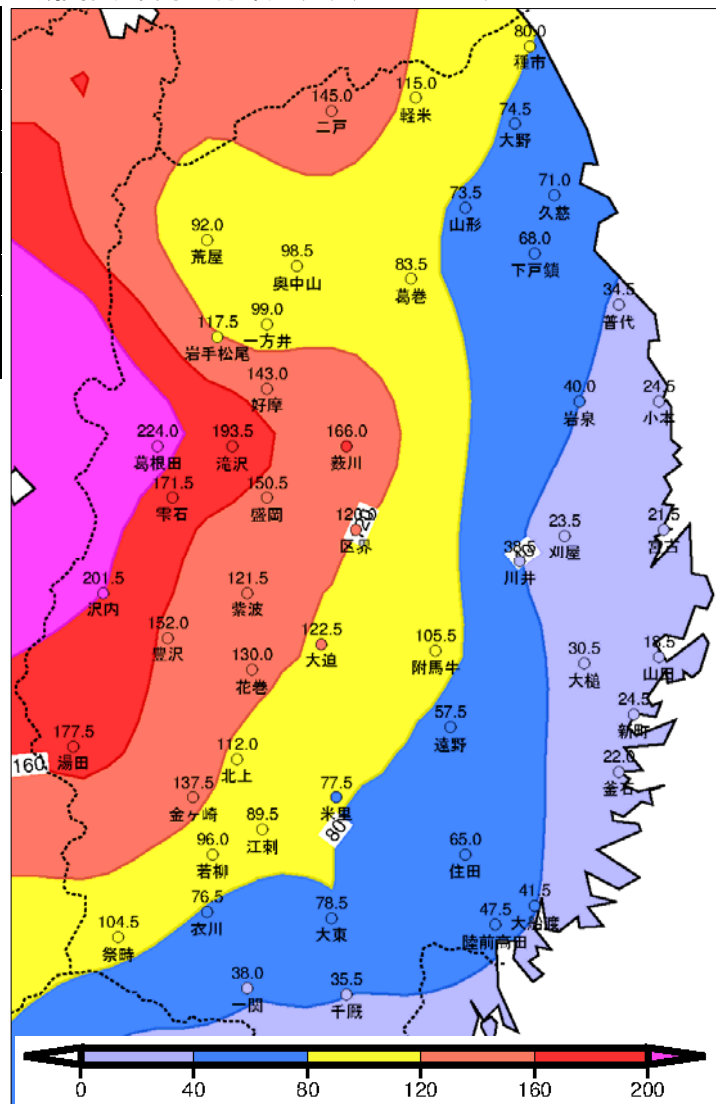 80.0
種市
115.0
軽米
145.0
二戸
74.5
大野
71.0
久慈
73.5
山形
92.0
荒屋
68.0
下戸鎖
98.5
奥中山
83.5
葛巻
34.5
普代
99.0
一方井
117.5
岩手松尾
143.0
好摩
40.0
岩泉
24.5
小本
224.0
葛根田
193.5
滝沢
166.0
薮川
171.5
雫石
150.5
盛岡
120.0
区界
23.5
刈屋
21.5
宮古
38.5
川井
201.5
沢内
121.5
紫波
152.0
豊沢
122.5
大迫
105.5
附馬牛
130.0
花巻
30.5
大槌
18.5
山田
24.5
新町
57.5
遠野
177.5
湯田
160
112.0
北上
22.0
釜石
137.5
金ヶ崎
77.5
米里
80
89.5
江刺
96.0
若柳
65.0
住田
76.5
衣川
78.5
大東
41.5
大船渡
47.5
陸前高田
104.5
祭畤
38.0
一関
35.5
千厩
0 40 80 120 160 200